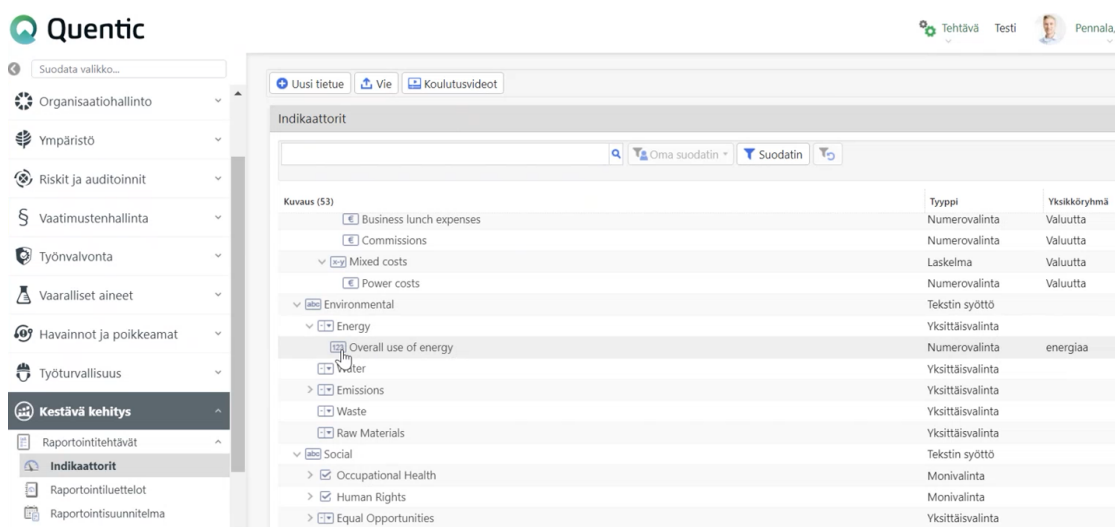 Quentic
Tehtävä Testi Pennala,
Suodata valikko...
Organisaatiohallinto
Ympäristö
Riskit ja auditoinnit
§ Vaatimustenhallinta
Työnvalvonta
Vaaralliset aineet
Havainnot ja poikkeamat
Työturvallisuus
Kestävä kehitys
Raportointitehtävät
Indikaattorit
Raportointiluettelot
Raportointisuunnitelma
Uusi tietue Vie Koulutusvideot
Indikaattorit
Oma suodatin Suodatin
Kuvaus (53) Tyyppi Yksikköryhmä
€ Business lunch expenses Numerovalinta Valuutta
€ Commissions Numerovalinta Valuutta
x-y Mixed costs Laskelma Valuutta
€ Power costs Numerovalinta Valuutta
abc Environmental Tekstin syöttö
Energy Yksittäisvalinta
123 Overall use of energy Numerovalinta energiaa
Water Yksittäisvalinta
Emissions Yksittäisvalinta
Waste Yksittäisvalinta
Raw Materials Yksittäisvalinta
abc Social Tekstin syöttö
Occupational Health Monivalinta
Human Rights Monivalinta
Equal Opportunities Yksittäisvalinta